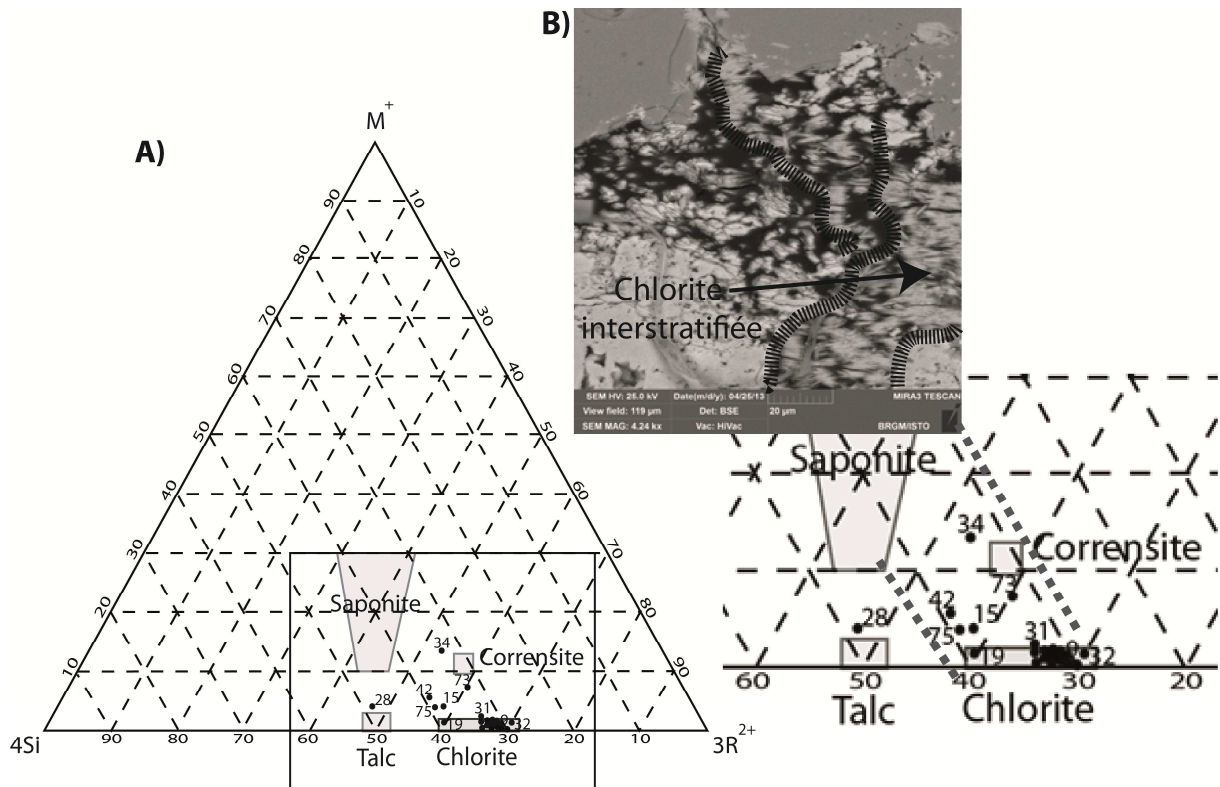 B)
A)
M+
90
10
80
20
70
30
60
40
50
50
40
60
30
70
20
80
10
90
4Si
3R2+
90
80
70
60
50
40
30
20
10
Saponite
34
Corrensite
73
42
15
75
28
31
19
32
Talc
Chlorite
Chlorite
interstratifiée
SEM HV: 25.0 kV
Date(m/d/y): 04/25/13
MIRA3 TESCAN
View field: 119 µm
Det: BSE
20 µm
SEM MAG: 4.24 kx
Vac: HiVac
BRGM/ISTO
Saponite
34
Corrensite
73
42
15
75
28
31
19
32
60
50
40
30
20
Talc
Chlorite